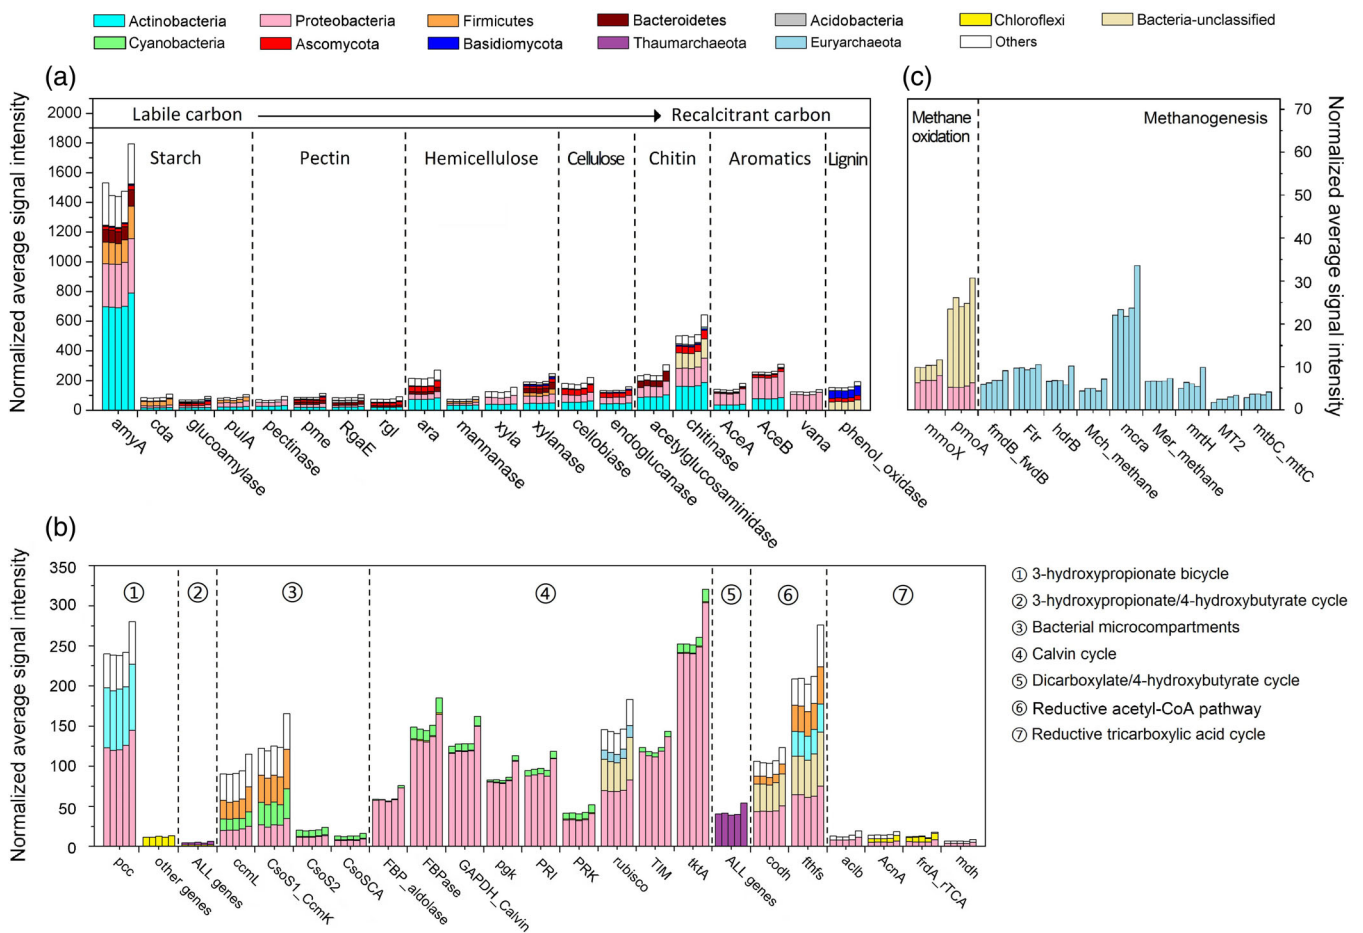 Actinobacteria Proteobacteria Firmicutes Bacteroidetes Acidobacteria Chloroflexi Bacteria-unclassified
Cyanobacteria Ascomycota Basidiomycota Thaumarchaeota Euryarchaeota Others
(a)
Normalized average signal intensity
2000
1800
1600
1400
1200
1000
800
600
400
200
0
Labile carbon Recalcitrant carbon
Starch Pectin Hemicellulose Cellulose Chitin Aromatics Lignin
amyA
cda
glucoamylase
pulA
pectinase
pme
RgaE
rgl
ara
mannanase
xyla
xylanase
cellobiase
endoglucanase
acetylglucosaminidase
chitinase
AceA
AceB
vana
phenol_oxidase
(c)
Methane
oxidation
Methanogenesis
70
60
50
40
30
20
10
0
Normalized average signal intensity
mmoX
pmoA
fmdB_fwdB
Ftr
hdrB
Mch_methane
mcra
Mer_methane
mrtH
MT2
mtbC_mttC
(b)
Normalized average signal intensity
350
300
250
200
150
100
50
0
① ② ③ ④ ⑤ ⑥ ⑦
pcc
other genes
ALL genes
ccmL
CsoS1_CcmK
CsoS2
CsoSCA
FBP_aldolase
FBPase
GAPDH_Calvin
pgk
PRI
PRK
rubisco
TIM
tktA
ALL genes
codh
fthfs
aclb
AcnA
frdA_rTCA
mdh
① 3-hydroxypropionate bicycle
② 3-hydroxypropionate/4-hydroxybutyrate cycle
③ Bacterial microcompartments
④ Calvin cycle
⑤ Dicarboxylate/4-hydroxybutyrate cycle
⑥ Reductive acetyl-CoA pathway
⑦ Reductive tricarboxylic acid cycle